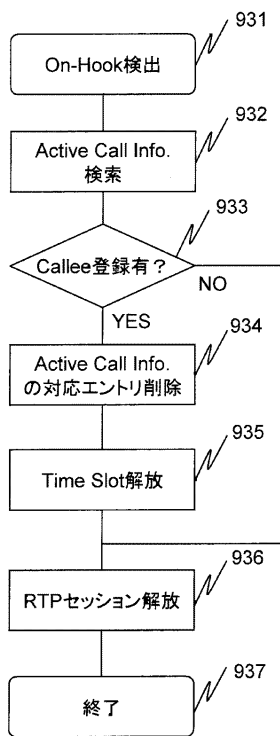 931
On-Hook検出
932
Active Call Info.
検索
933
Callee登録有？
NO
YES
934
Active Call Info.
の対応エントリ削除
935
Time Slot解放
936
RTPセッション解放
937
終了